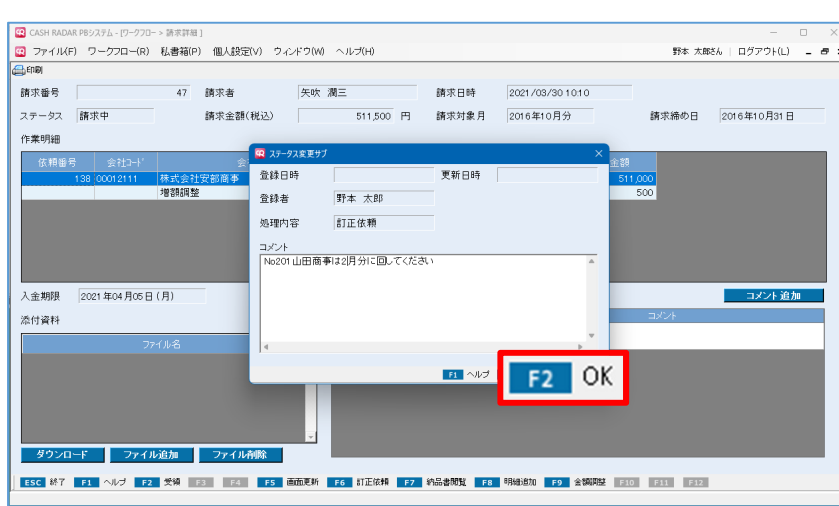 CASH RADAR PBシステム - [ワークフロー -> 請求詳細 ]
ファイル(F) ワークフロー(R) 私書箱(P) 個人設定(V) ウィンドウ(W) ヘルプ(H) 野本 太郎さん ログアウト(L)
印刷
請求番号 47 請求者 矢吹 潤三 請求日時 2021/03/30 10:10
ステータス 請求中 請求金額(税込) 511,500 円 請求対象月 2016年10月分 請求締め日 2016年10月31日
作業明細
依頼番号 会社コード 会 金額
138 00012111 株式会社安部商事 511,000
増額調整 500
ステータス変更サブ
登録日時 更新日時
登録者 野本 太郎
処理内容 訂正依頼
コメント
No201 山田商事は2月分に回してください
入金期限 2021年04月05日(月) コメント追加
添付資料 コメント
ファイル名
F1 ヘルプ F2 OK
ダウンロード ファイル追加 ファイル削除
ESC 終了 F1 ヘルプ F2 受領 F3 F4 F5 画面更新 F6 訂正依頼 F7 納品書閲覧 F8 明細追加 F9 金額調整 F10 F11 F12